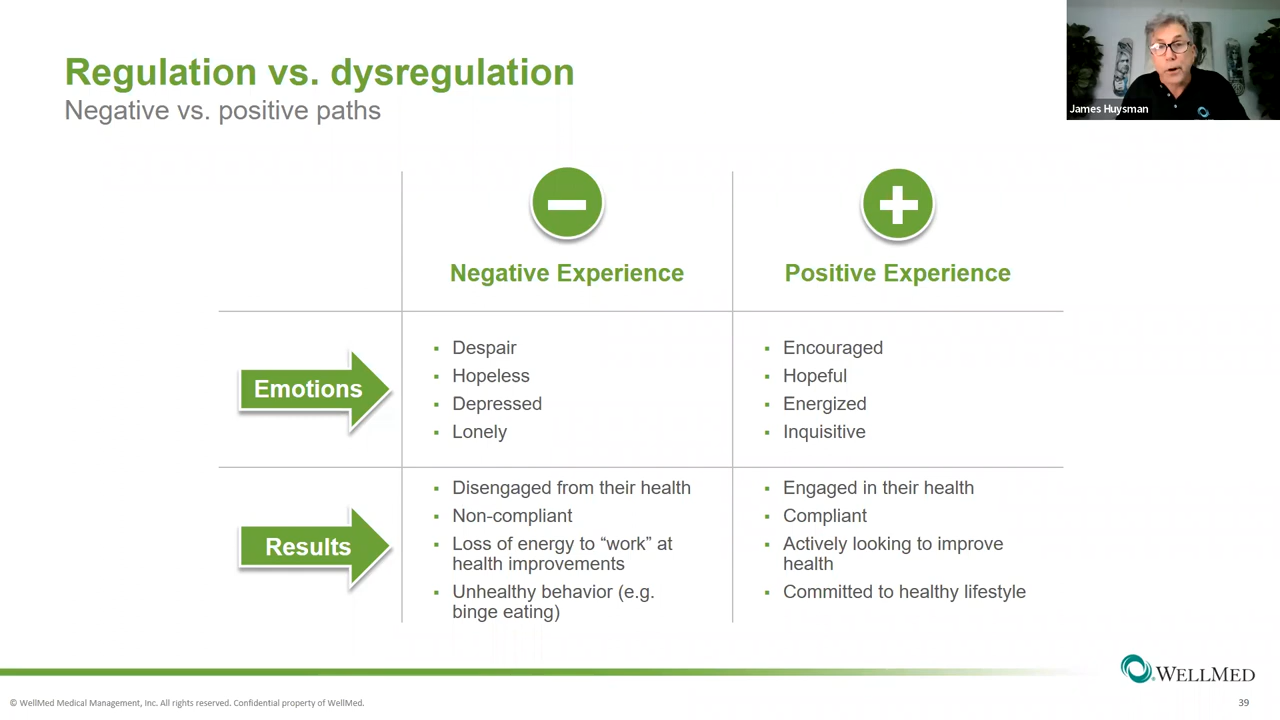 Regulation vs. dysregulation
Negative vs. positive paths
James Huysman
Negative Experience
Positive Experience
Emotions
▪ Despair
▪ Hopeless
▪ Depressed
▪ Lonely
▪ Encouraged
▪ Hopeful
▪ Energized
▪ Inquisitive
Results
▪ Disengaged from their health
▪ Non-compliant
▪ Loss of energy to “work” at
health improvements
▪ Unhealthy behavior (e.g.
binge eating)
▪ Engaged in their health
▪ Compliant
▪ Actively looking to improve
health
▪ Committed to healthy lifestyle
WELLMED
© WellMed Medical Management, Inc. All rights reserved. Confidential property of WellMed.
39